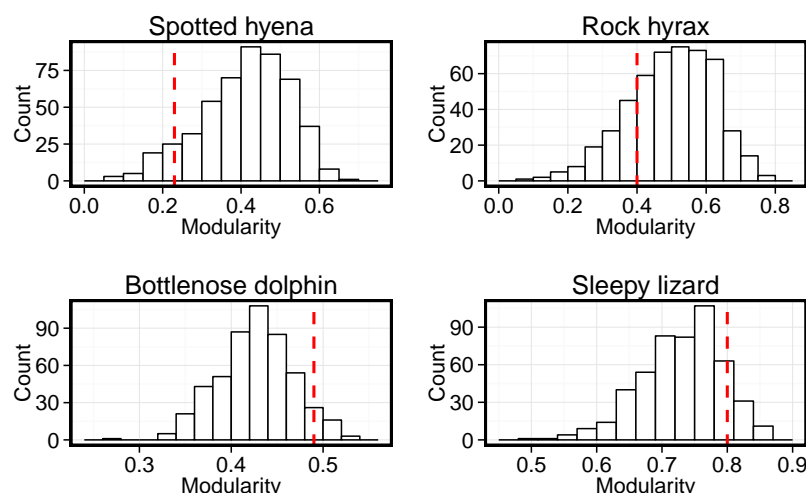 Spotted hyena
Count
75
50
25
0
0.0 0.2 0.4 0.6
Modularity
Rock hyrax
Count
60
40
20
0
0.0 0.2 0.4 0.6 0.8
Modularity
Bottlenose dolphin
Count
90
60
30
0
0.3 0.4 0.5
Modularity
Sleepy lizard
Count
90
60
30
0
0.5 0.6 0.7 0.8 0.9
Modularity